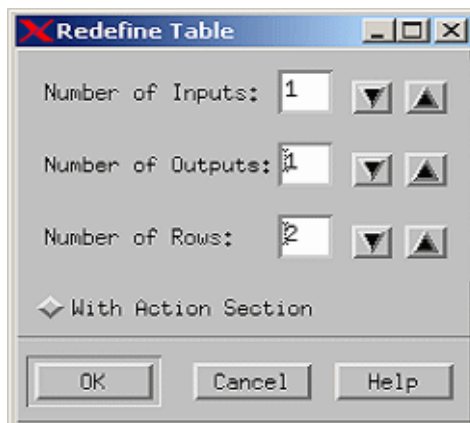 Redefine Table
Number of Inputs: 1
Number of Outputs: 1
Number of Rows: 2
With Action Section
OK Cancel Help